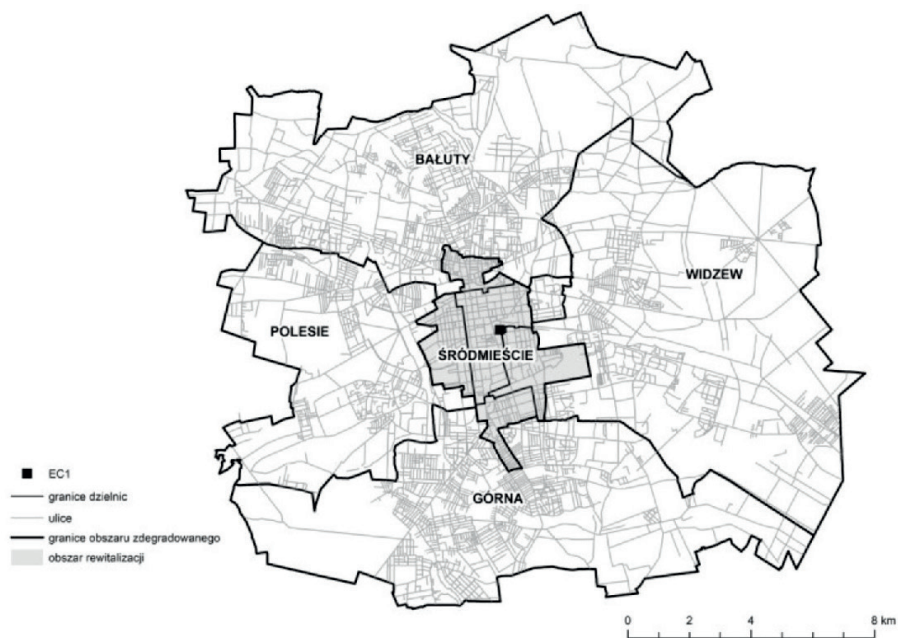 BAŁUTY
WIDZEW
POLESIE
ŚRÓDMIEŚCIE
GÓRNA
EC1
granice dzielnic
ulice
granice obszaru zdegradowanego
obszar rewitalizacji
0 2 4 6 8 km